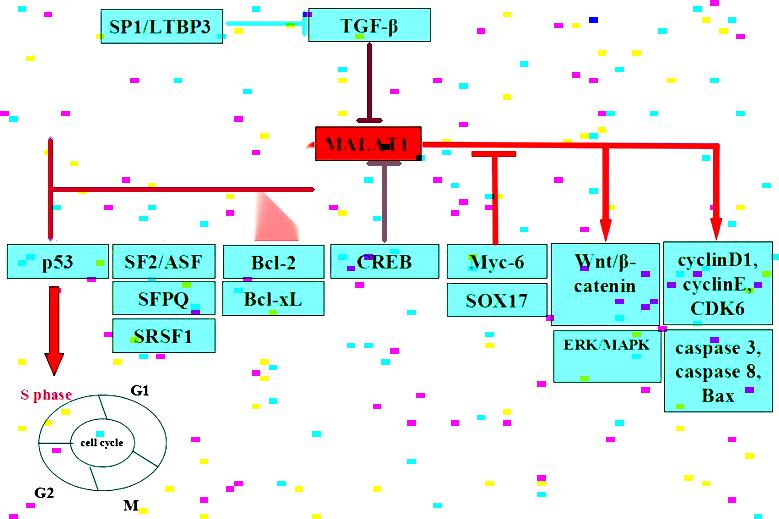 SP1/LTBP3
TGF-β
MALAT1
p53
SF2/ASF
Bcl-2
CREB
Myc-6
Wnt/β-
catenin
cyclinD1,
cyclinE,
CDK6
SFPQ
Bcl-xL
SOX17
SRSF1
ERK/MAPK
caspase 3,
caspase 8,
Bax
S phase
G1
cell cycle
G2
M